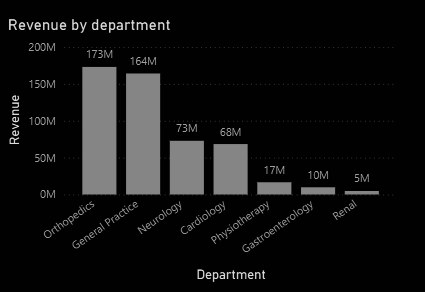 Revenue by department
200M
150M
100M
50M
0M
Revenue
173M
164M
73M
68M
17M
10M
5M
Orthopedics
General Practice
Neurology
Cardiology
Physiotherapy
Gastroenterology
Renal
Department